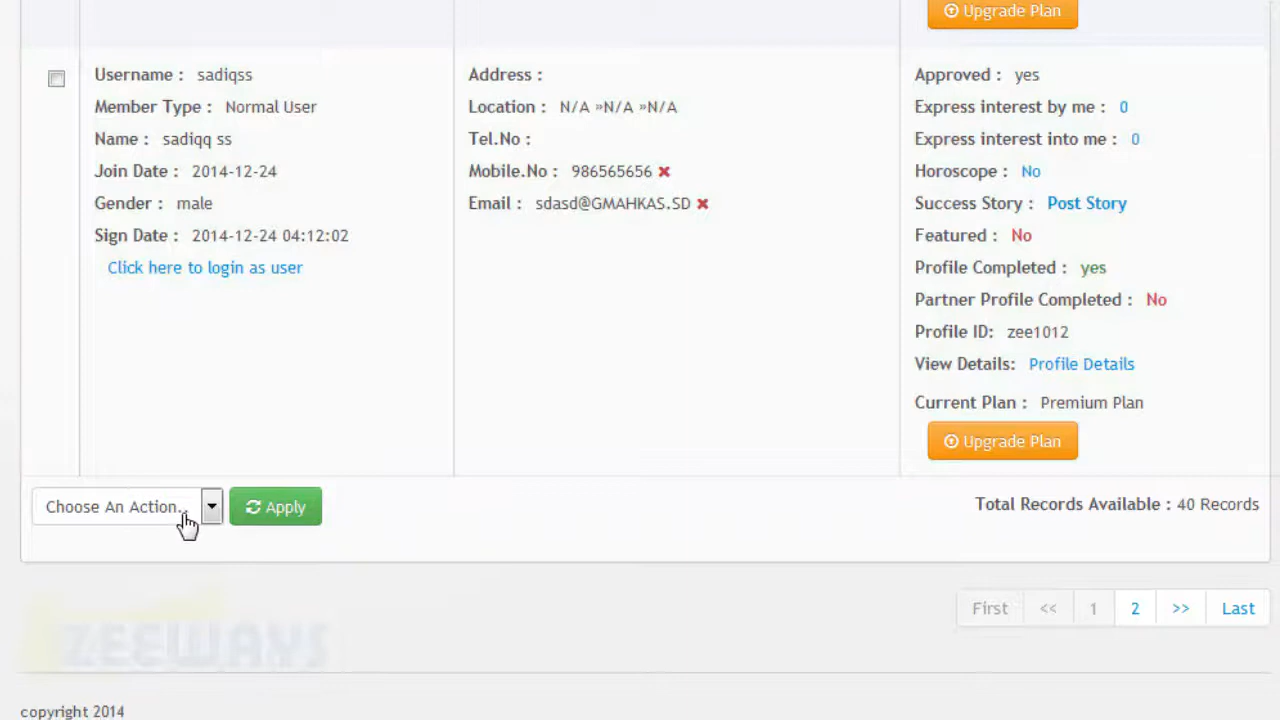 Upgrade Plan
Username : sadiqss
Member Type : Normal User
Name : sadiqq ss
Join Date : 2014-12-24
Gender : male
Sign Date : 2014-12-24 04:12:02
Click here to login as user
Address :
Location : N/A »N/A »N/A
Tel.No :
Mobile.No : 986565656
Email : sdasd@GMAHKAS.SD
Approved : yes
Express interest by me : 0
Express interest into me : 0
Horoscope : No
Success Story : Post Story
Featured : No
Profile Completed : yes
Partner Profile Completed : No
Profile ID: zee1012
View Details: Profile Details
Current Plan : Premium Plan
Upgrade Plan
Choose An Action.. Apply
Total Records Available : 40 Records
First << 1 2 >> Last
ZEEWAYS
copyright 2014